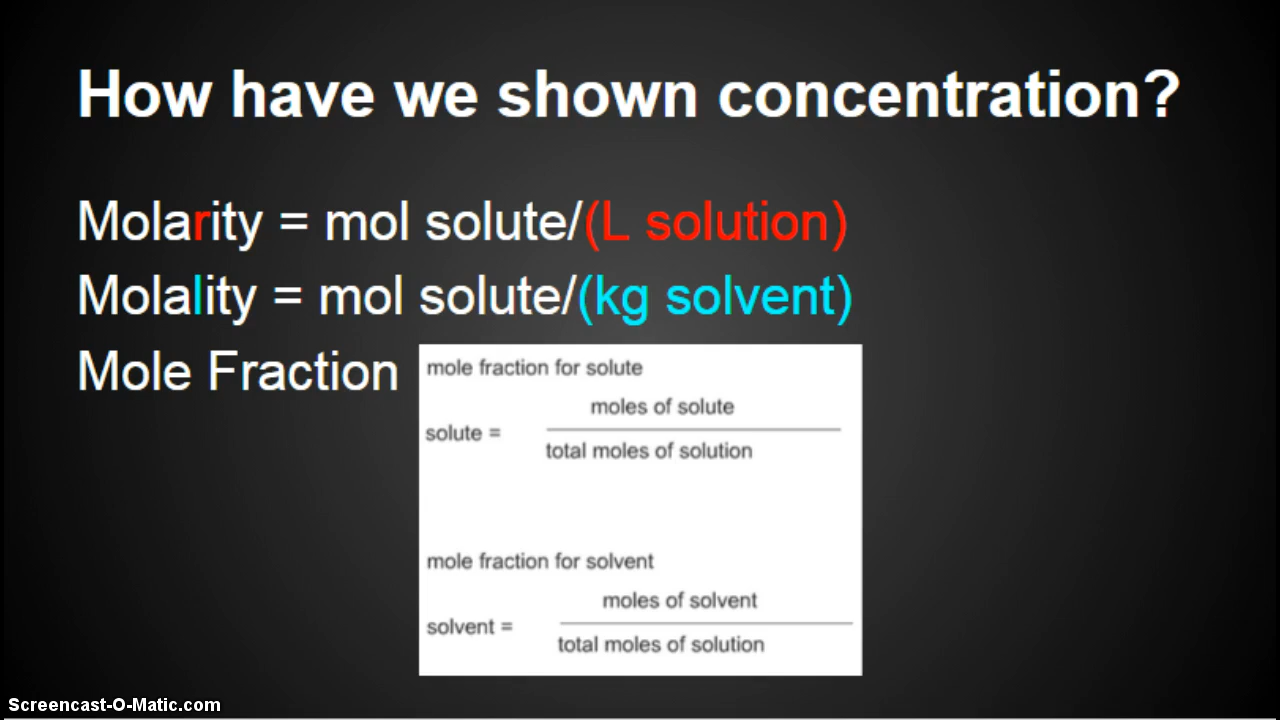 How have we shown concentration?
Molarity = mol solute/(L solution)
Molality = mol solute/(kg solvent)
Mole Fraction
mole fraction for solute
moles of solute
solute =
total moles of solution
mole fraction for solvent
moles of solvent
solvent =
total moles of solution
Screencast-O-Matic.com